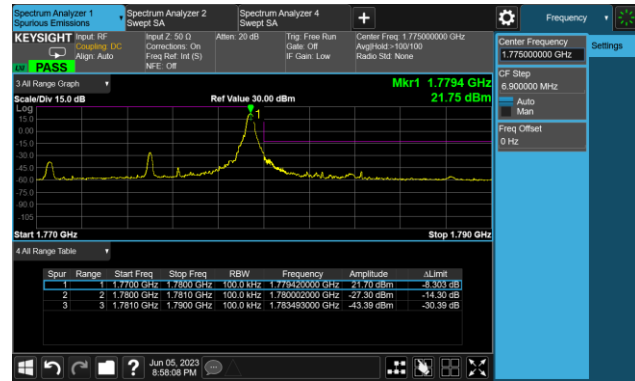 Spectrum Analyzer 1
Spurious Emissions
Spectrum Analyzer 2
Swept SA
Spectrum Analyzer 4
Swept SA
+
Frequency
KEYSIGHT
Input: RF
Coupling: DC
Align: Auto
Input Z: 50 Ω
Corrections: On
Freq Ref: Int (S)
NFE: Off
Atten: 20 dB
Trig: Free Run
Gate: Off
IF Gain: Low
Center Freq: 1.775000000 GHz
Avg|Hold:>100/100
Radio Std: None
LXI PASS
Center Frequency
1.775000000 GHz
Settings
CF Step
6.900000 MHz
Auto
Man
Freq Offset
0 Hz
3 All Range Graph
Mkr1 1.7794 GHz
Scale/Div 15.0 dB
Ref Value 30.00 dBm
21.75 dBm
Log
15.0
0.00
-15.0
-30.0
-45.0
-60.0
-75.0
-90.0
-105
1
Start 1.770 GHz
Stop 1.790 GHz
4 All Range Table
Spur Range Start Freq Stop Freq RBW Frequency Amplitude ΔLimit
1 1 1.7700 GHz 1.7800 GHz 100.0 kHz 1.779420000 GHz 21.70 dBm -8.303 dB
2 2 1.7800 GHz 1.7810 GHz 100.0 kHz 1.780002000 GHz -27.30 dBm -14.30 dB
3 3 1.7810 GHz 1.7900 GHz 100.0 kHz 1.783493000 GHz -43.39 dBm -30.39 dB
?
Jun 05, 2023
8:58:08 PM